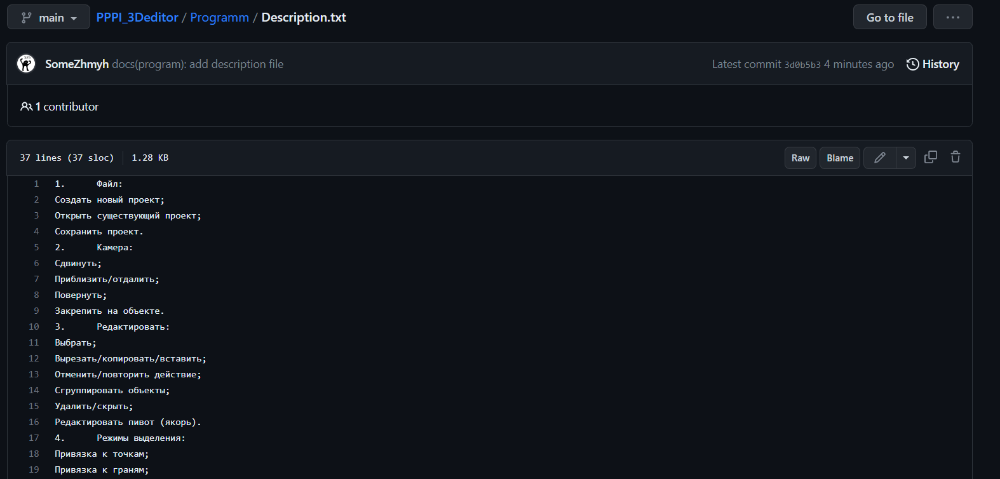 main PPPI_3Deditor / Programm / Description.txt Go to file ...
SomeZhmyh docs(program): add description file Latest commit 3d0b5b3 4 minutes ago History
1 contributor
37 lines (37 sloc) 1.28 KB Raw Blame
1 1. Файл:
2 Создать новый проект;
3 Открыть существующий проект;
4 Сохранить проект.
5 2. Камера:
6 Сдвинуть;
7 Приблизить/отдалить;
8 Повернуть;
9 Закрепить на объекте.
10 3. Редактировать:
11 Выбрать;
12 Вырезать/копировать/вставить;
13 Отменить/повторить действие;
14 Сгруппировать объекты;
15 Удалить/скрыть;
16 Редактировать пивот (якорь).
17 4. Режимы выделения:
18 Привязка к точкам;
19 Привязка к граням;